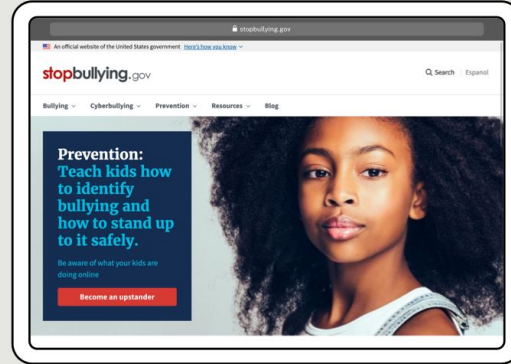 stopbullying.gov
An official website of the United States government Here's how you know
stopbullying.gov
Search Espanol
Bullying Cyberbullying Prevention Resources Blog
Prevention:
Teach kids how
to identify
bullying and
how to stand up
to it safely.
Be aware of what your kids are
doing online
Become an upstander